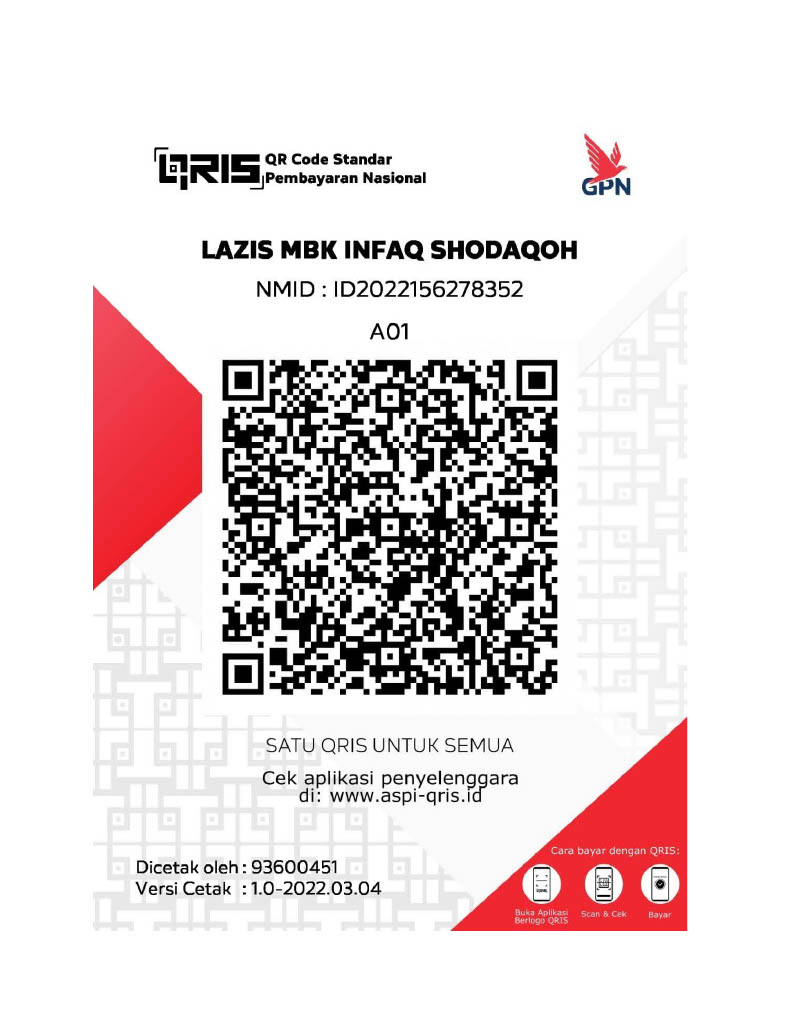 QRIS QR Code Standar
Pembayaran Nasional
GPN
LAZIS MBK INFAQ SHODAQOH
NMID : ID2022156278352
A01
SATU QRIS UNTUK SEMUA
Cek aplikasi penyelenggara
di: www.aspi-qris.id
Dicetak oleh : 93600451
Versi Cetak : 1.0-2022.03.04
Cara bayar dengan QRIS:
Buka Aplikasi
Berlogo QRIS
Scan & Cek
Bayar